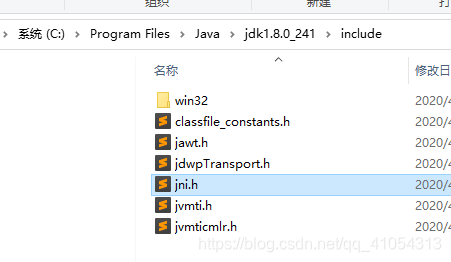 组织
新建
系统 (C:) > Program Files > Java > jdk1.8.0_241 > include
名称
修改日
win32
2020/4
classfile_constants.h
2020/4
jawt.h
2020/4
jdwpTransport.h
2020/4
jni.h
2020/4
jvmti.h
2020/4
jvmticmlr.h
2020/4
https://blog.csdn.net/qq_41054313